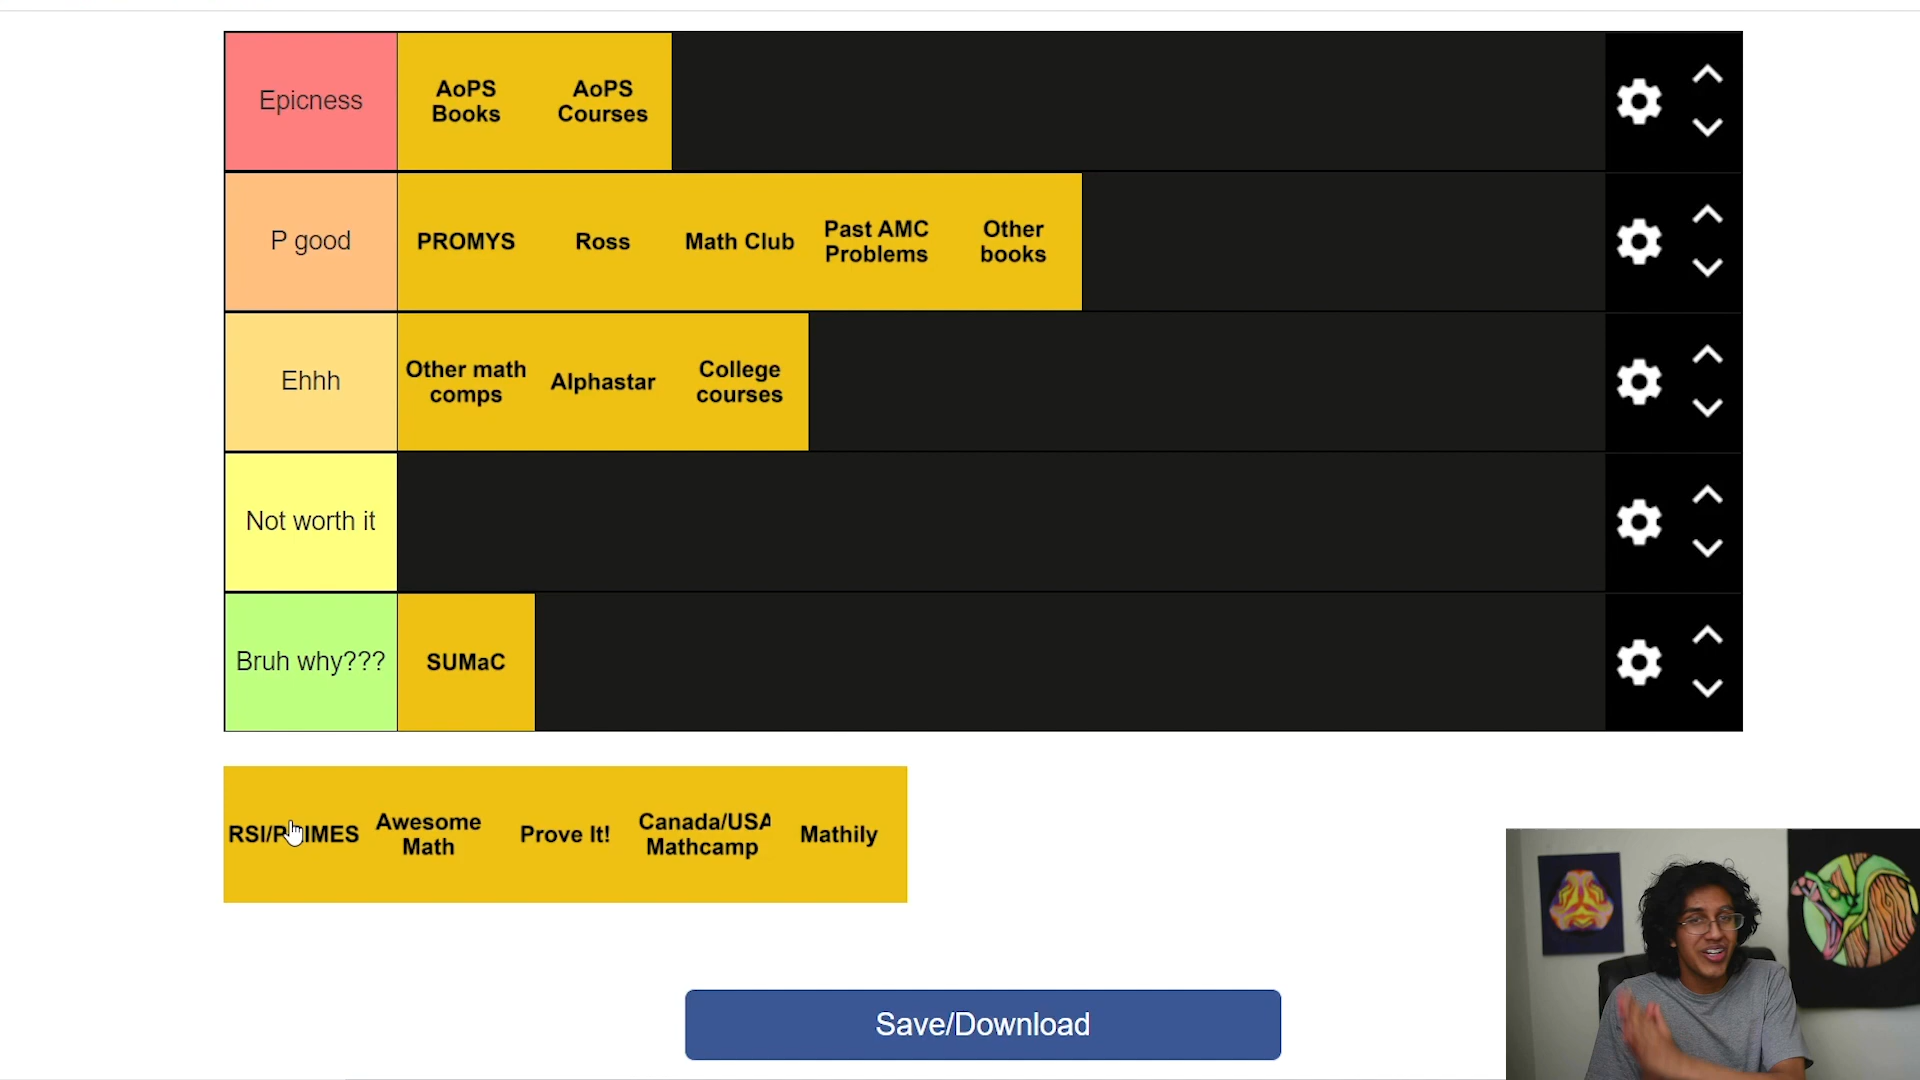 Epicness
AoPS
Books
AoPS
Courses
P good
PROMYS
Ross
Math Club
Past AMC
Problems
Other
books
Ehhh
Other math
comps
Alphastar
College
courses
Not worth it
Bruh why???
SUMaC
Awesome
Math
Prove It!
Canada/USA
Mathcamp
Mathily
Save/Download